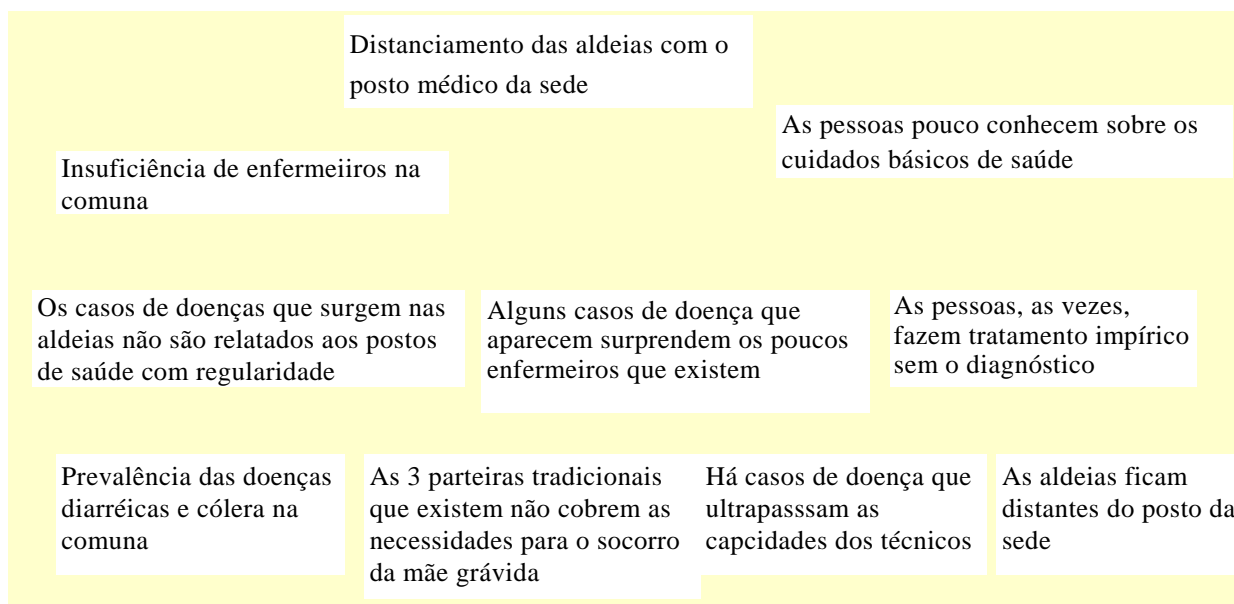 Distanciamento das aldeias com o
posto médico da sede
As pessoas pouco conhecem sobre os
cuidados básicos de saúde
Insuficiência de enfermeiiros na
comuna
Os casos de doenças que surgem nas
aldeias não são relatados aos postos
de saúde com regularidade
Alguns casos de doença que
aparecem surprendem os poucos
enfermeiros que existem
As pessoas, as vezes,
fazem tratamento impírico
sem o diagnóstico
Prevalência das doenças
diarréicas e cólera na
comuna
As 3 parteiras tradicionais
que existem não cobrem as
necessidades para o socorro
da mãe grávida
Há casos de doença que
ultrapasssam as
capcidades dos técnicos
As aldeias ficam
distantes do posto da
sede